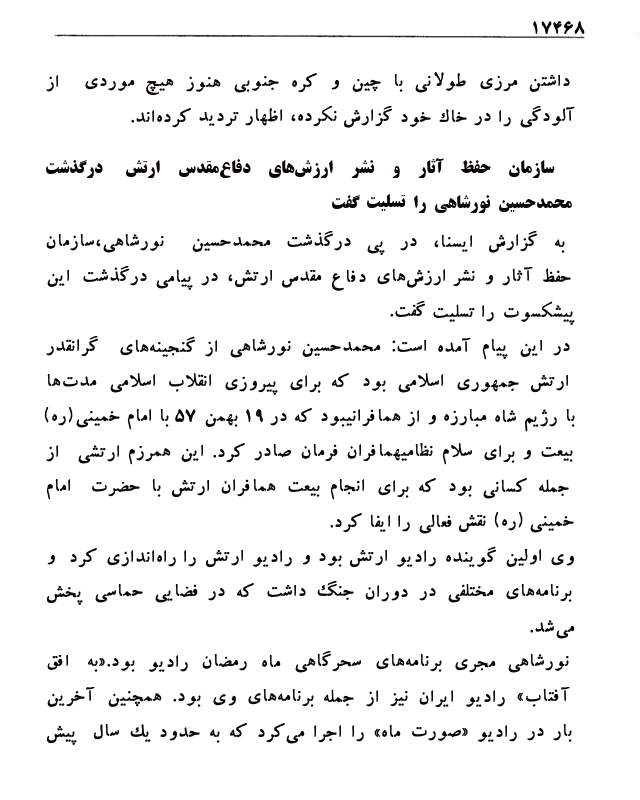 ۱۷۴۶۸
داشتن مرزی طولانی با چین و کره جنوبی هنوز هیچ موردی از
آلودگی را در خاك خود گزارش نکرده، اظهار تردید کرده‌اند.
سازمان حفظ آثار و نشر ارزش‌های دفاع‌مقدس ارتش درگذشت
محمدحسین نورشاهی را تسلیت گفت
به گزارش ایسنا، در پی درگذشت محمدحسین نورشاهی،سازمان
حفظ آثار و نشر ارزش‌های دفاع مقدس ارتش، در پیامی درگذشت این
پیشکسوت را تسلیت گفت.
در این پیام آمده است: محمدحسین نورشاهی از گنجینه‌های گرانقدر
ارتش جمهوری اسلامی بود که برای پیروزی انقلاب اسلامی مدت‌ها
با رژیم شاه مبارزه و از همافرانیبود که در ۱۹ بهمن ۵۷ با امام خمینی(ره)
بیعت و برای سلام نظامیهمافران فرمان صادر کرد. این همرزم ارتشی از
جمله کسانی بود که برای انجام بیعت همافران ارتش با حضرت امام
خمینی (ره) نقش فعالی را ایفا کرد.
وی اولین گوینده رادیو ارتش بود و رادیو ارتش را راه‌اندازی کرد و
برنامه‌های مختلفی در دوران جنگ داشت که در فضایی حماسی پخش
می‌شد.
نورشاهی مجری برنامه‌های سحرگاهی ماه رمضان رادیو بود.«به افق
آفتاب» رادیو ایران نیز از جمله برنامه‌های وی بود. همچنین آخرین
بار در رادیو «صورت ماه» را اجرا می‌کرد که به حدود یك سال پیش